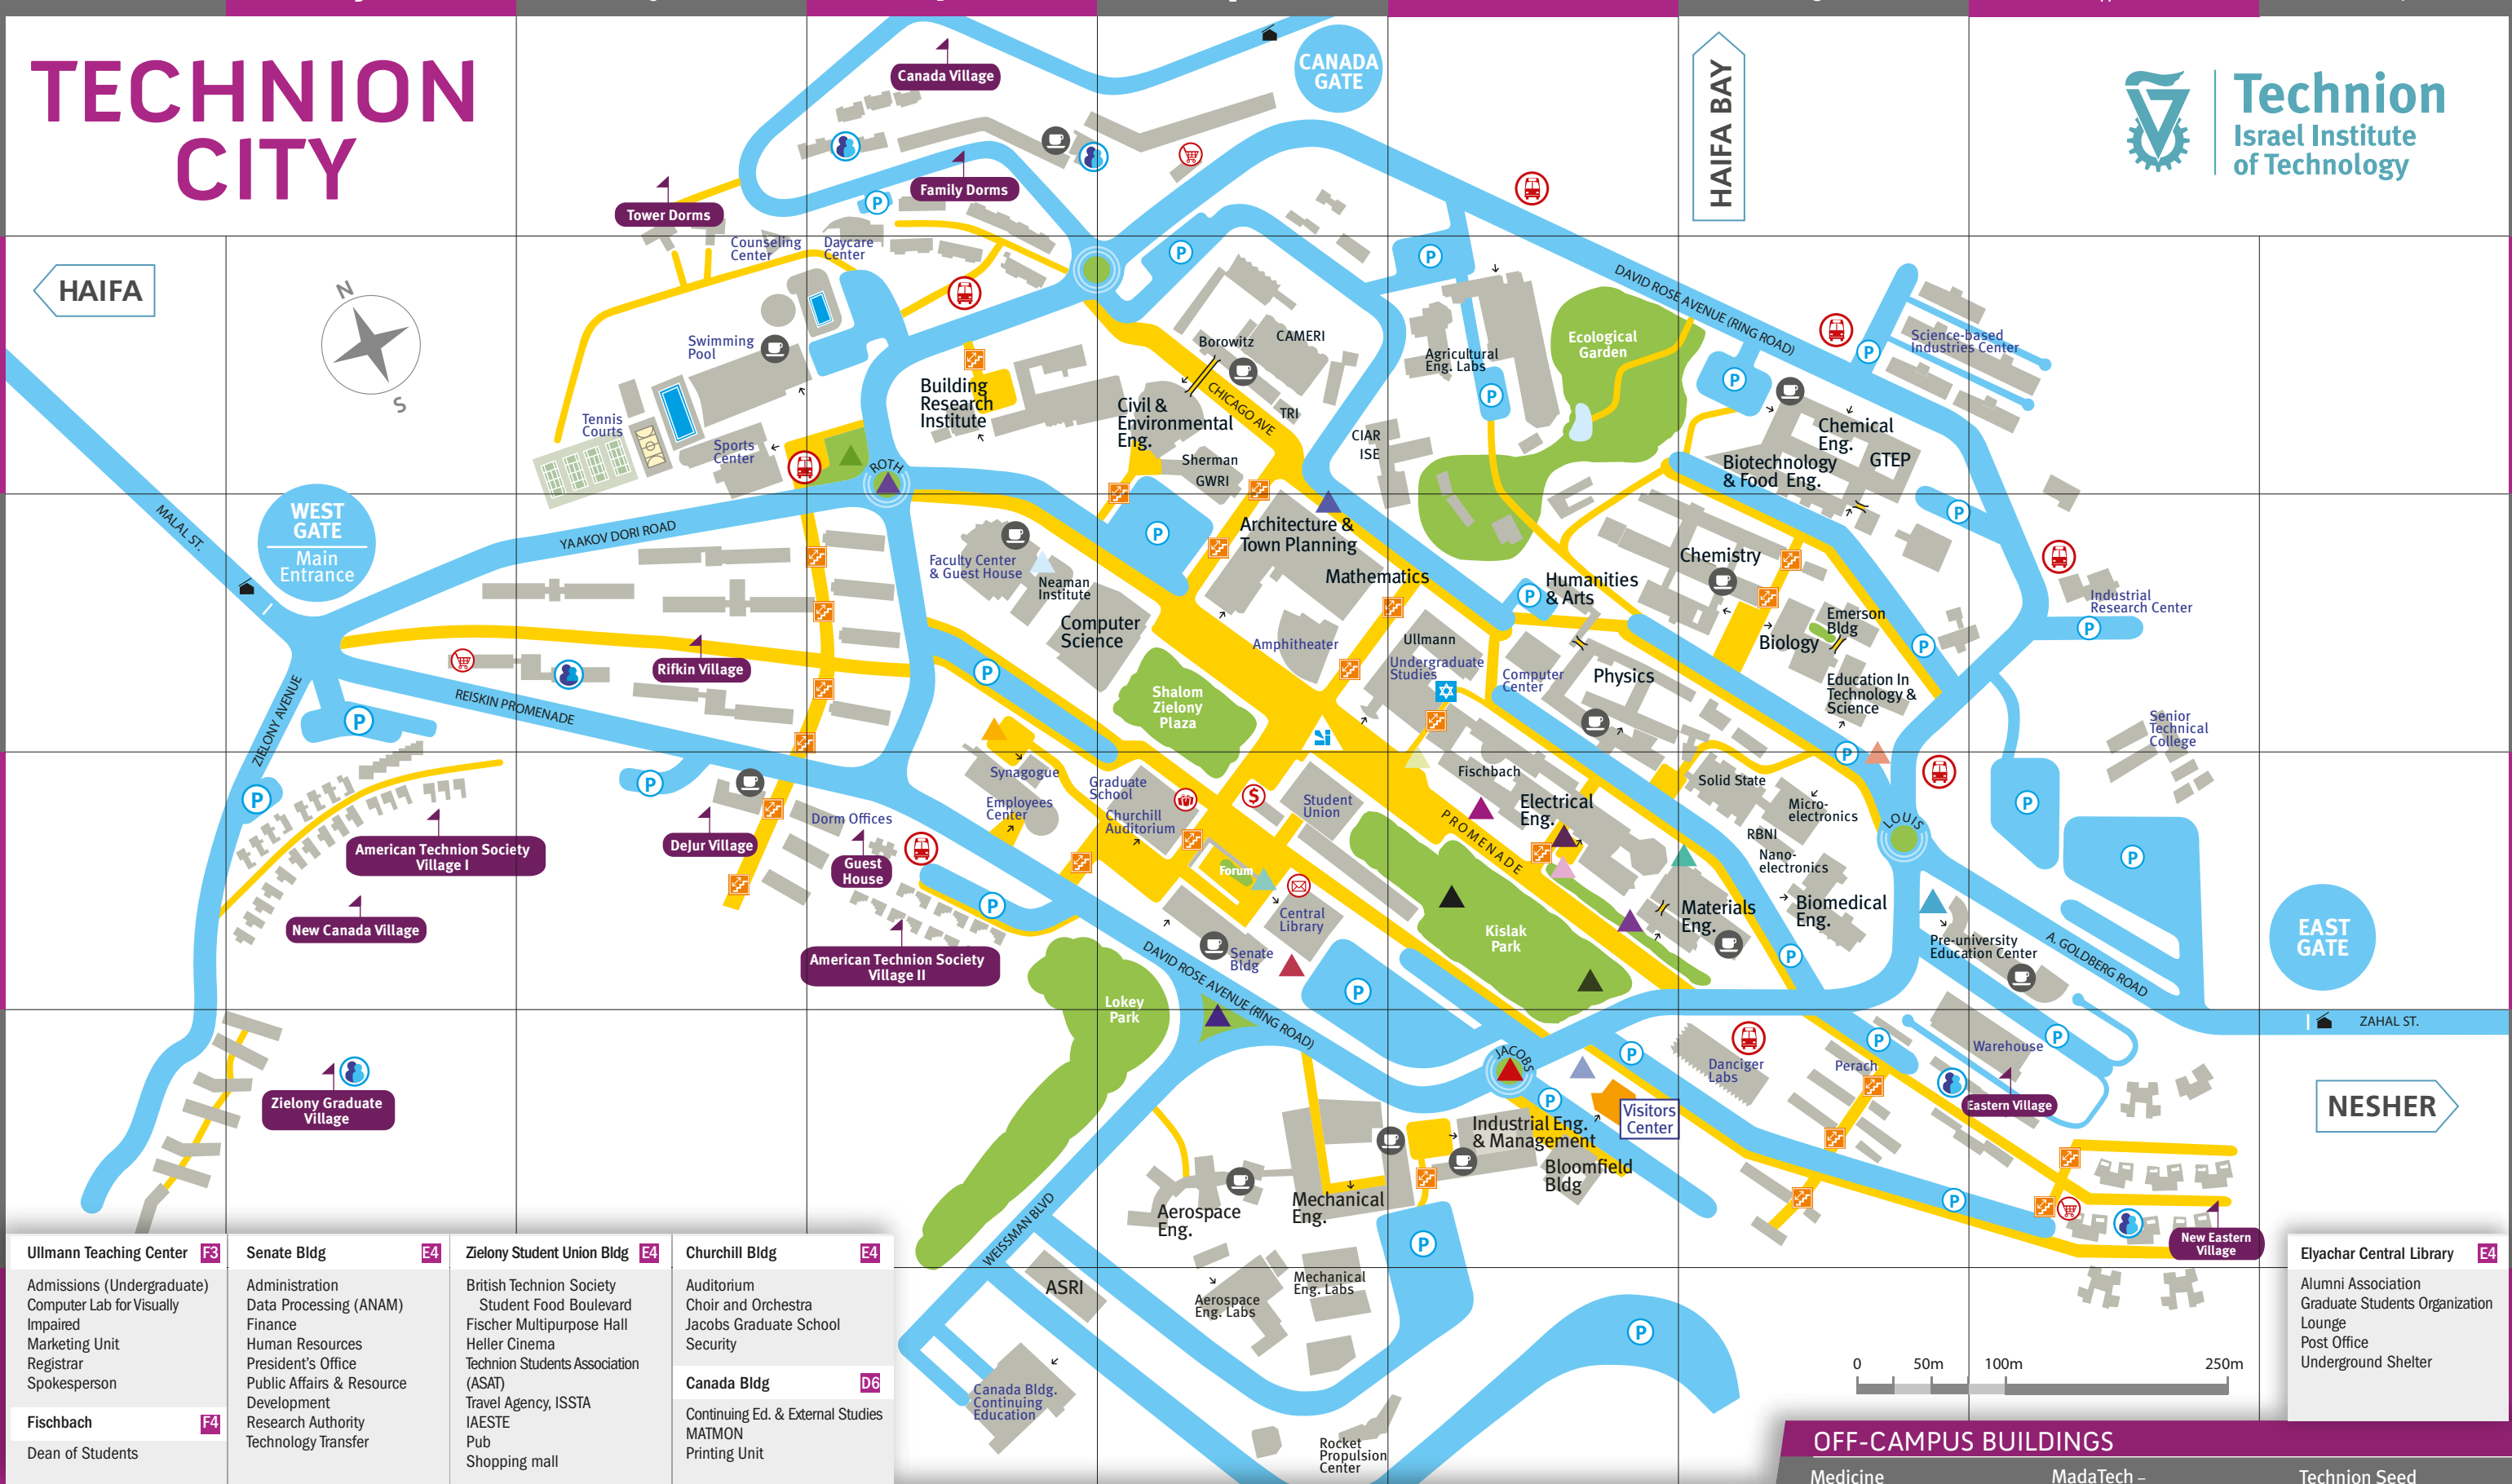 TECHNION
CITY
Canada Village
CANADA
GATE
HAIFA BAY
Technion
Israel Institute
of Technology
Family Dorms
Tower Dorms
P
Counseling
Center
Daycare
Center
P
P
HAIFA
N
S
DAVID ROSE AVENUE (RING ROAD)
Swimming
Pool
Borowitz
CAMERI
Agricultural
Eng. Labs
Ecological
Garden
Science-based
Industries Center
P
P
P
Building
Research
Institute
CHICAGO AVE
Civil &
Environmental
Eng.
TRI
Tennis
Courts
Sports
Center
CIAR
ISE
Chemical
Eng.
Sherman
GWRI
ROTH
Biotechnology
& Food Eng.
GTEP
WEST
GATE
Main
Entrance
MALAL ST.
YAAKOV DORI ROAD
P
Architecture &
Town Planning
P
Faculty Center
& Guest House
Neaman
Institute
Mathematics
Chemistry
P
Humanities
& Arts
Computer
Science
Industrial
Research Center
P
Emerson
Bldg
Biology
P
Amphitheater
Ullmann
Undergraduate
Studies
Computer
Center
Physics
Rifkin Village
P
REISKIN PROMENADE
Education In
Technology &
Science
Shalom
Zielony
Plaza
ZIELONY AVENUE
P
Senior
Technical
College
P
Synagogue
Graduate
School
Fischbach
Solid State
P
P
Employees
Center
Churchill
Auditorium
$
Student
Union
Electrical
Eng.
Micro-
electronics
P
Dorm Offices
PROMENADE
RBNI
LOUIS
DeJur Village
American Technion Society
Village I
Guest
House
Forum
Nano-
electronics
P
P
Central
Library
Materials
Eng.
Biomedical
Eng.
New Canada Village
Kislak
Park
EAST
GATE
American Technion Society
Village II
Senate
Bldg
DAVID ROSE AVENUE (RING ROAD)
P
P
Pre-university
Education Center
A. GOLDBERG ROAD
Lokey
Park
ZAHAL ST.
JACOBS
P
Danciger
Labs
Perach
P
Warehouse
P
Zielony Graduate
Village
P
Visitors
Center
Eastern Village
NESHER
Industrial Eng.
& Management
Bloomfield
Bldg
Mechanical
Eng.
Aerospace
Eng.
P
WEISSMAN BLVD
P
New Eastern
Village
ASRI
Mechanical
Eng. Labs
Aerospace
Eng. Labs
P
Canada Bldg.
Continuing
Education
Rocket
Propulsion
Center
0 50m 100m 250m
Ullmann Teaching Center F3
Admissions (Undergraduate)
Computer Lab for Visually
Impaired
Marketing Unit
Registrar
Spokesperson
Fischbach F4
Dean of Students
Senate Bldg E4
Administration
Data Processing (ANAM)
Finance
Human Resources
President's Office
Public Affairs & Resource
Development
Research Authority
Technology Transfer
Zielony Student Union Bldg E4
British Technion Society
Student Food Boulevard
Fischer Multipurpose Hall
Heller Cinema
Technion Students Association
(ASAT)
Travel Agency, ISSTA
IAESTE
Pub
Shopping mall
Churchill Bldg E4
Auditorium
Choir and Orchestra
Jacobs Graduate School
Security
Canada Bldg D6
Continuing Ed. & External Studies
MATMON
Printing Unit
Elyachar Central Library E4
Alumni Association
Graduate Students Organization
Lounge
Post Office
Underground Shelter
OFF-CAMPUS BUILDINGS
Medicine
MadaTech –
Technion Seed